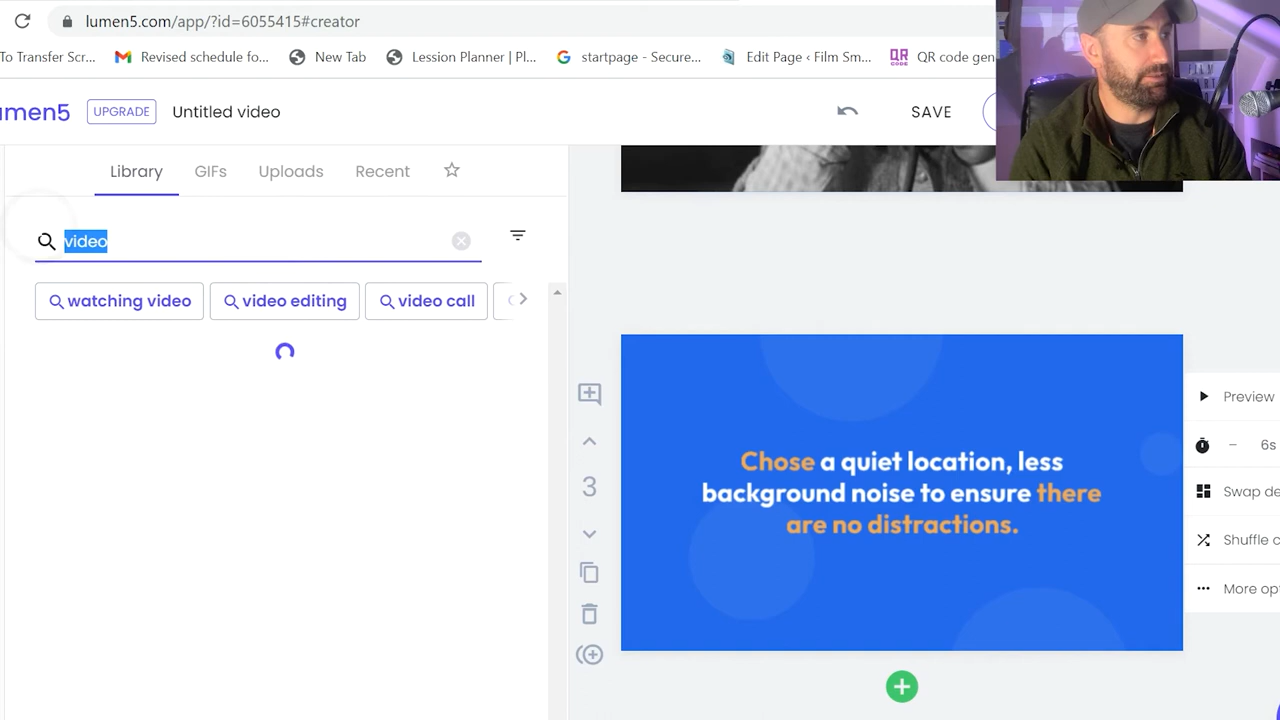 lumen5.com/app/?id=6055415#creator
To Transfer Scr... Revised schedule fo... New Tab Lession Planner | Pl... startpage - Secure... Edit Page ‹ Film Sm... QR CODE QR code gen
umen5 UPGRADE Untitled video SAVE
Library GIFs Uploads Recent
video
watching video video editing video call
3
Chose a quiet location, less
background noise to ensure there
are no distractions.
Preview
6s
Swap de
Shuffle c
More opt